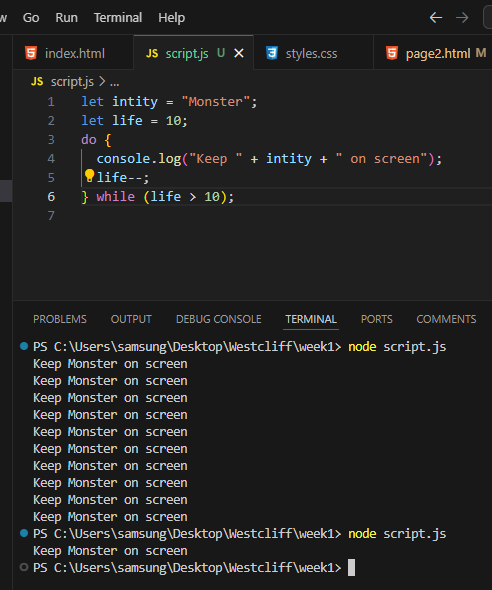 w Go Run Terminal Help
index.html JS script.js U styles.css page2.html M
JS script.js > ...
1 let intity = "Monster";
2 let life = 10;
3 do {
4 console.log("Keep " + intity + " on screen");
5 life--;
6 } while (life > 10);
7
PROBLEMS OUTPUT DEBUG CONSOLE TERMINAL PORTS COMMENTS
PS C:\Users\samsung\Desktop\Westcliff\week1> node script.js
Keep Monster on screen
Keep Monster on screen
Keep Monster on screen
Keep Monster on screen
Keep Monster on screen
Keep Monster on screen
Keep Monster on screen
Keep Monster on screen
Keep Monster on screen
Keep Monster on screen
PS C:\Users\samsung\Desktop\Westcliff\week1> node script.js
Keep Monster on screen
PS C:\Users\samsung\Desktop\Westcliff\week1>